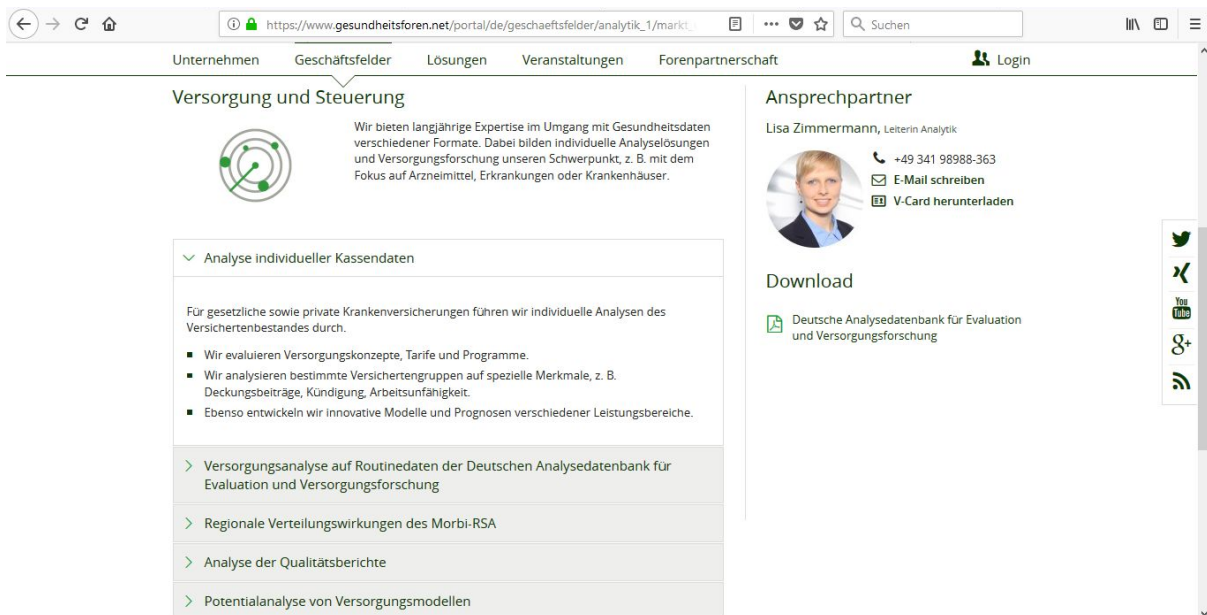 https://www.gesundheitsforen.net/portal/de/geschaeftsfelder/analytik_1/markt_
Suchen
Unternehmen
Geschäftsfelder
Lösungen
Veranstaltungen
Forenpartnerschaft
Login
Versorgung und Steuerung
Wir bieten langjährige Expertise im Umgang mit Gesundheitsdaten
verschiedener Formate. Dabei bilden individuelle Analyselösungen
und Versorgungsforschung unseren Schwerpunkt, z. B. mit dem
Fokus auf Arzneimittel, Erkrankungen oder Krankenhäuser.
Analyse individueller Kassendaten
Für gesetzliche sowie private Krankenversicherungen führen wir individuelle Analysen des
Versichertenbestandes durch.
Wir evaluieren Versorgungskonzepte, Tarife und Programme.
Wir analysieren bestimmte Versichertengruppen auf spezielle Merkmale, z. B.
Deckungsbeiträge, Kündigung, Arbeitsunfähigkeit.
Ebenso entwickeln wir innovative Modelle und Prognosen verschiedener Leistungsbereiche.
Versorgungsanalyse auf Routinedaten der Deutschen Analysedatenbank für
Evaluation und Versorgungsforschung
Regionale Verteilungswirkungen des Morbi-RSA
Analyse der Qualitätsberichte
Potentialanalyse von Versorgungsmodellen
Ansprechpartner
Lisa Zimmermann, Leiterin Analytik
+49 341 98988-363
E-Mail schreiben
V-Card herunterladen
Download
Deutsche Analysedatenbank für Evaluation
und Versorgungsforschung
You
Tube
g+